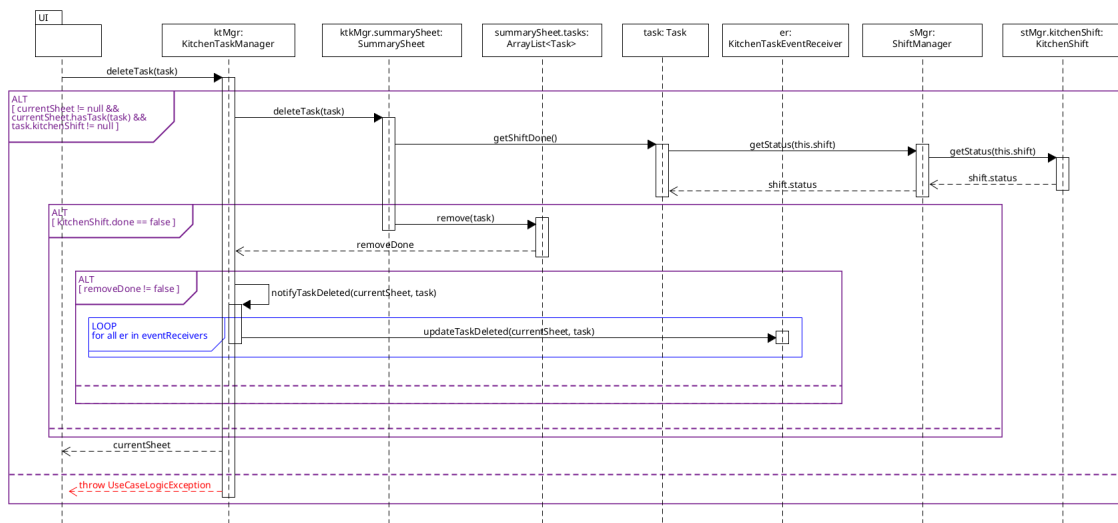 UI
ktMgr:
KitchenTaskManager
ktkMgr.summarySheet:
SummarySheet
summarySheet.tasks:
ArrayList<Task>
task: Task
er:
KitchenTaskEventReceiver
sMgr:
ShiftManager
stMgr.kitchenShift:
KitchenShift
deleteTask(task)
ALT
[ currentSheet != null &&
currentSheet.hasTask(task) &&
task.kitchenShift != null ]
deleteTask(task)
getShiftDone()
getStatus(this.shift)
getStatus(this.shift)
shift.status
shift.status
ALT
[ kitchenShift.done == false ]
remove(task)
removeDone
ALT
[ removeDone != false ]
notifyTaskDeleted(currentSheet, task)
LOOP
for all er in eventReceivers
updateTaskDeleted(currentSheet, task)
currentSheet
throw UseCaseLogicException